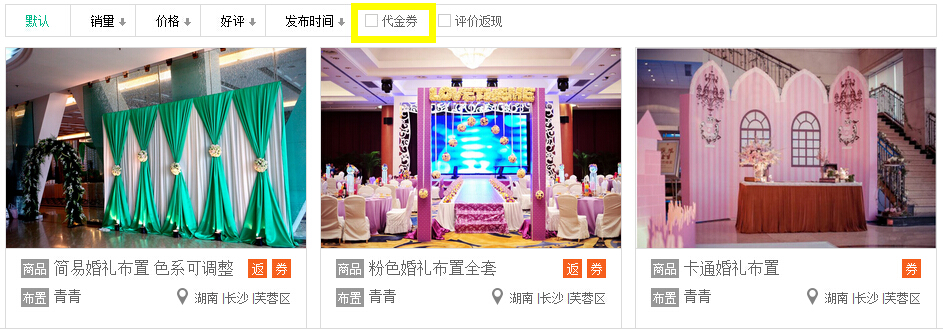 默认 销量 价格 好评 发布时间 代金券 评价返现
LOVE THEME
商品 简易婚礼布置 色系可调整 返 券
布置 青青 湖南 |长沙 |芙蓉区
商品 粉色婚礼布置全套 返 券
布置 青青 湖南 |长沙 |芙蓉区
商品 卡通婚礼布置 券
布置 青青 湖南 |长沙 |芙蓉区